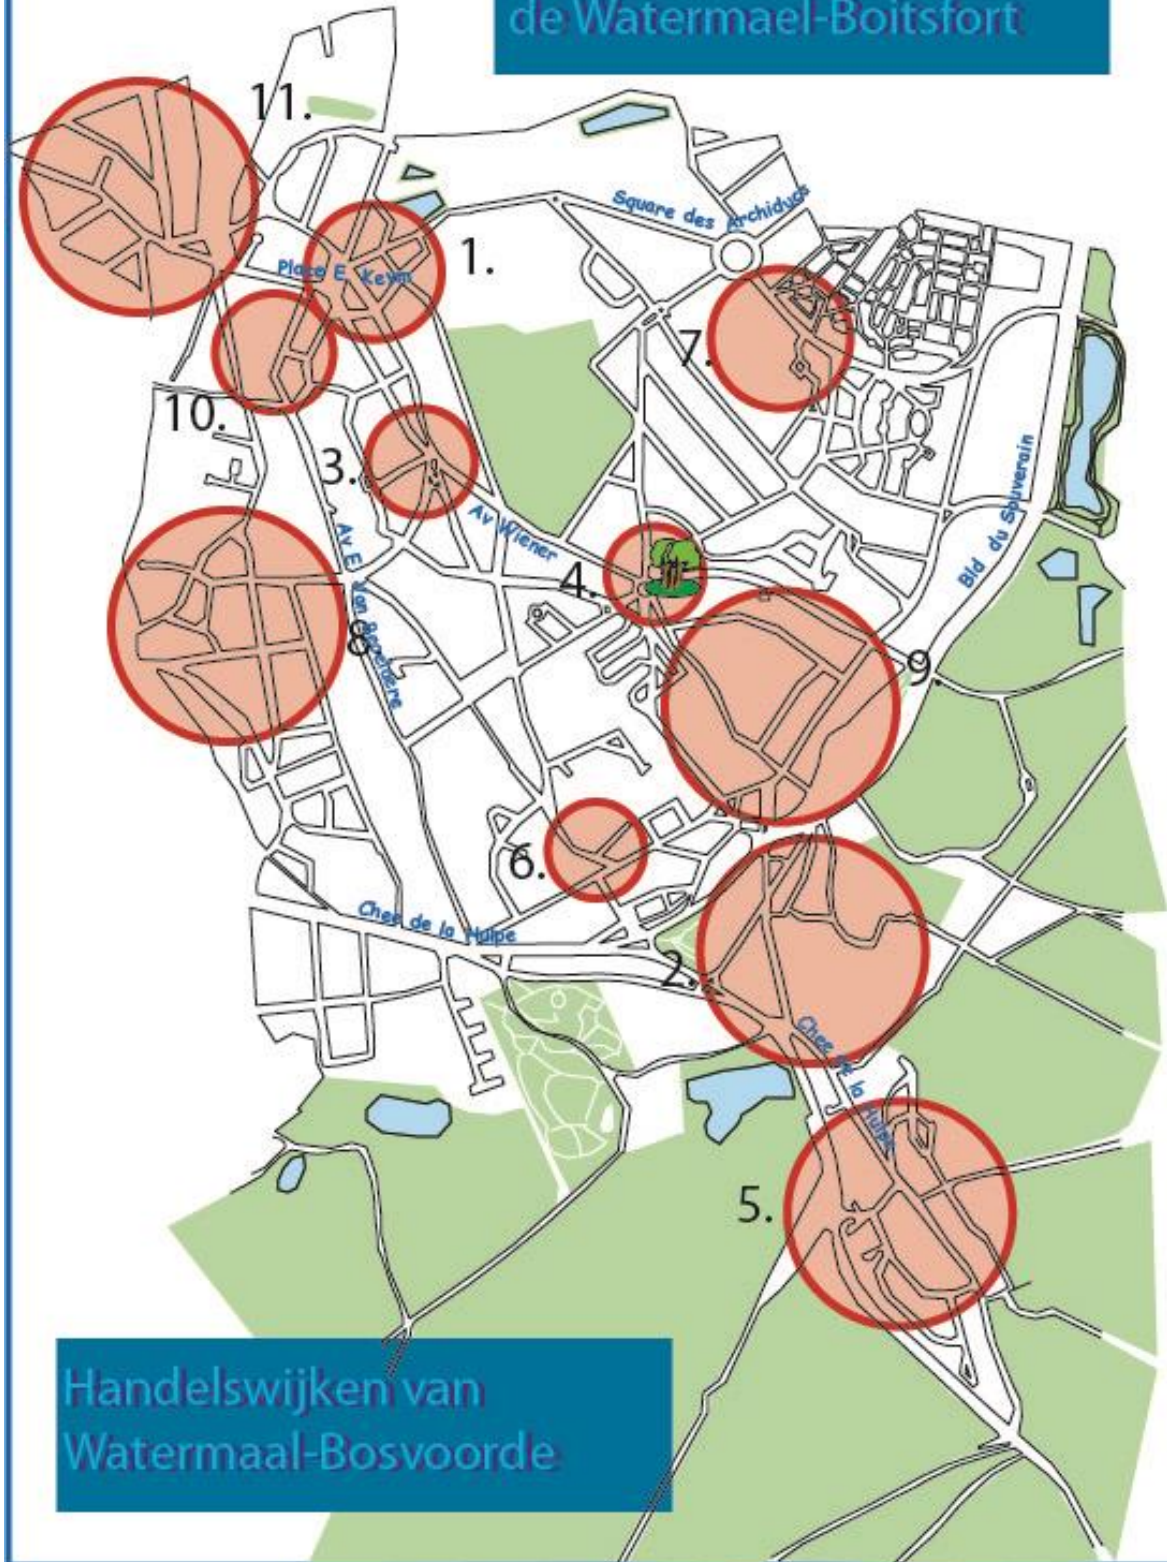 de Watermael-Boitsfort
11.
Square des Archiducs
1.
Place E. Keym
7.
10.
3.
Av Wiener
Bld du Souverain
4.
Av E. Van Becelaere
8
9.
6.
Chee de la Hulpe
2.
Chee de la Hulpe
5.
Handelswijken van
Watermaal-Bosvoorde